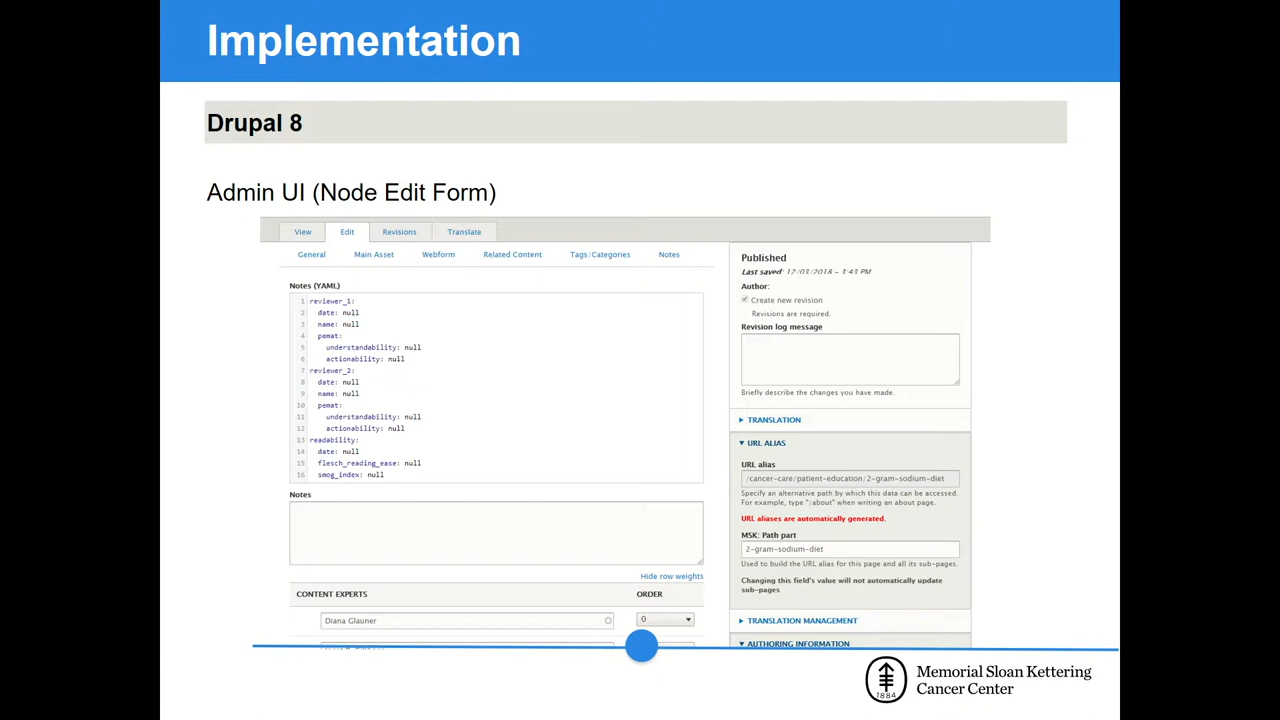 Implementation
Drupal 8
Admin UI (Node Edit Form)
View Edit Revisions Translate
General Main Asset Webform Related Content Tags/Categories Notes
Notes (YAML)
1 reviewer_1:
2 date: null
3 name: null
4 pemat:
5 understandability: null
6 actionability: null
7 reviewer_2:
8 date: null
9 name: null
10 pemat:
11 understandability: null
12 actionability: null
13 readability:
14 date: null
15 flesch_reading_ease: null
16 smog_index: null
Notes
Hide row weights
CONTENT EXPERTS ORDER
Diana Glauner 0
Published
Last saved: 12/03/2018 - 3:43 PM
Author:
Create new revision
Revisions are required.
Revision log message
Briefly describe the changes you have made.
TRANSLATION
URL ALIAS
URL alias
/cancer-care/patient-education/2-gram-sodium-diet
Specify an alternative path by which this data can be accessed.
For example, type "/about" when writing an about page.
URL aliases are automatically generated.
MSK: Path part
2-gram-sodium-diet
Used to build the URL alias for this page and all its sub-pages.
Changing this field's value will not automatically update
sub-pages
TRANSLATION MANAGEMENT
AUTHORING INFORMATION
1884
Memorial Sloan Kettering
Cancer Center